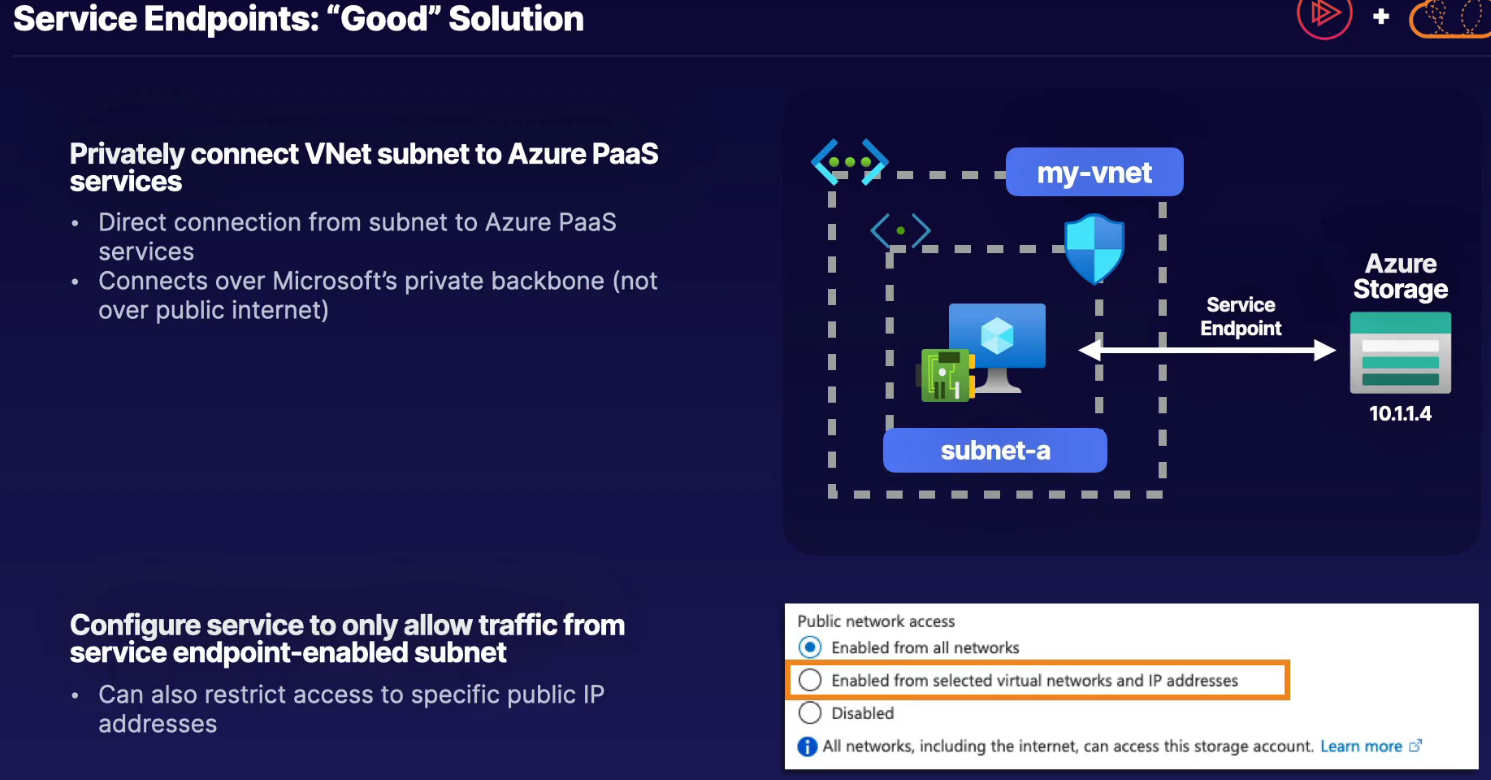 Service Endpoints: “Good” Solution
Privately connect VNet subnet to Azure PaaS
services
• Direct connection from subnet to Azure PaaS
services
• Connects over Microsoft’s private backbone (not
over public internet)
my-vnet
Azure
Storage
Service
Endpoint
10.1.1.4
subnet-a
Configure service to only allow traffic from
service endpoint-enabled subnet
• Can also restrict access to specific public IP
addresses
Public network access
Enabled from all networks
Enabled from selected virtual networks and IP addresses
Disabled
All networks, including the internet, can access this storage account. Learn more